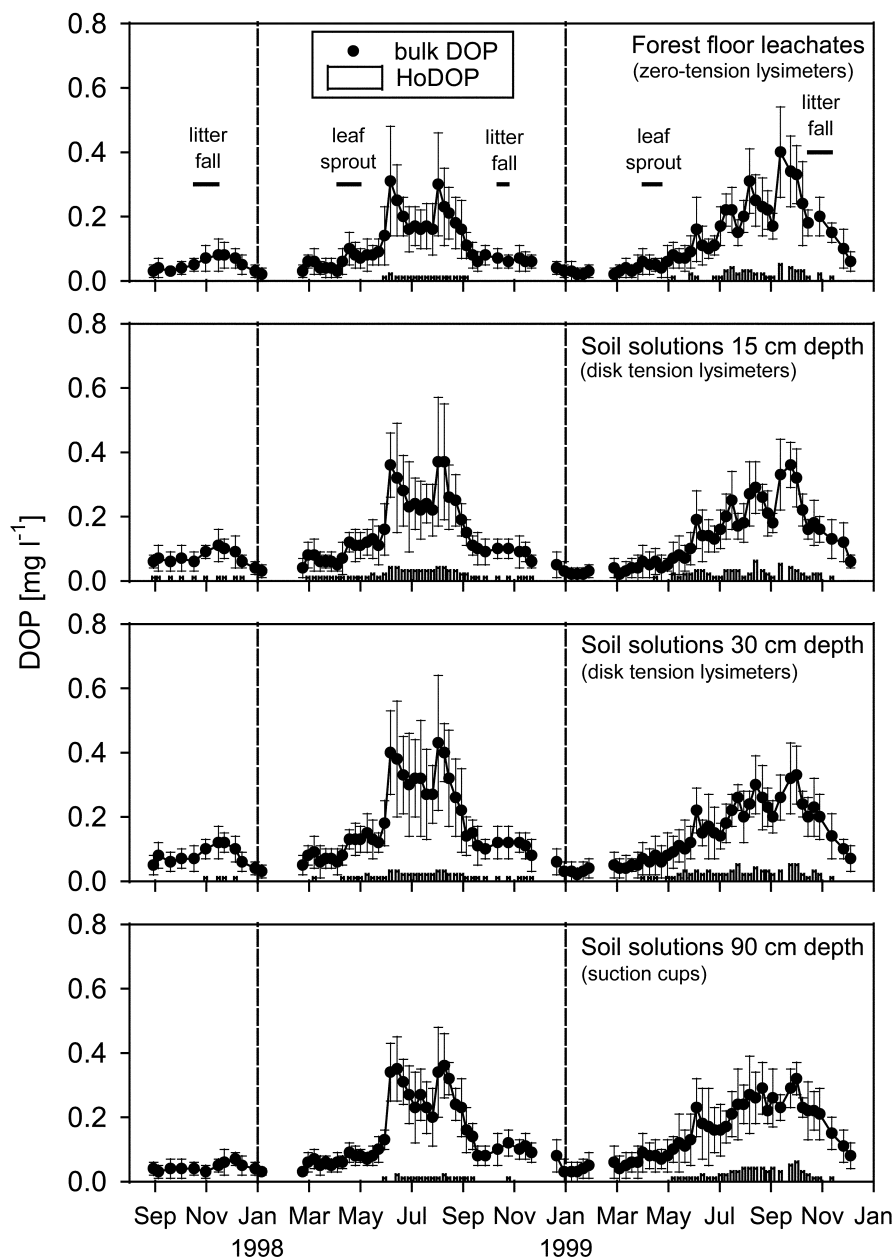 DOP [mg l⁻¹]
0.8
0.6
0.4
0.2
0.0
bulk DOP
HoDOP
Forest floor leachates
(zero-tension lysimeters)
litter
fall
leaf
sprout
litter
fall
leaf
sprout
litter
fall
0.8
0.6
0.4
0.2
0.0
Soil solutions 15 cm depth
(disk tension lysimeters)
0.8
0.6
0.4
0.2
0.0
Soil solutions 30 cm depth
(disk tension lysimeters)
0.8
0.6
0.4
0.2
0.0
Soil solutions 90 cm depth
(suction cups)
Sep Nov Jan Mar May Jul Sep Nov Jan Mar May Jul Sep Nov Jan
1998 1999